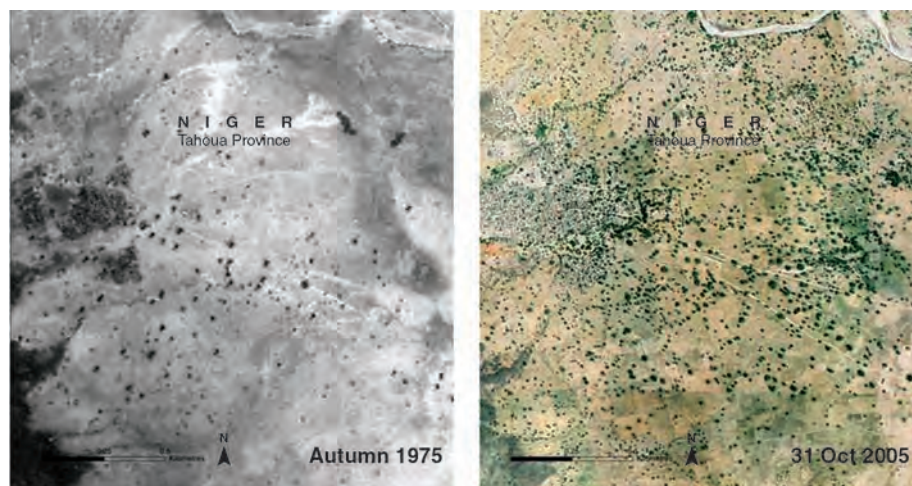 N I G E R
Tahoua Province
N
Autumn 1975
N I G E R
Tahoua Province
N
31 Oct 2005